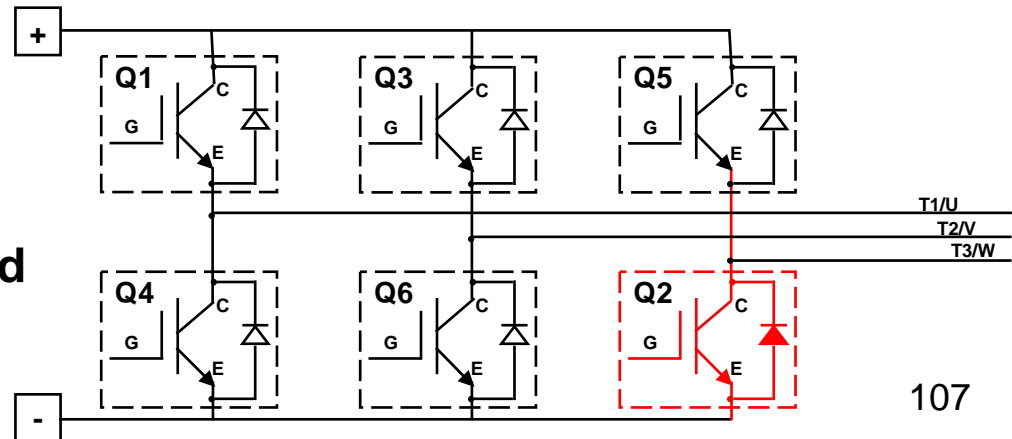 +
Q1 Q3 Q5
C C C
G G G
E E E
T1/U
T2/V
T3/W
d
Q4 Q6 Q2
C C C
G G G
E E E
-
107